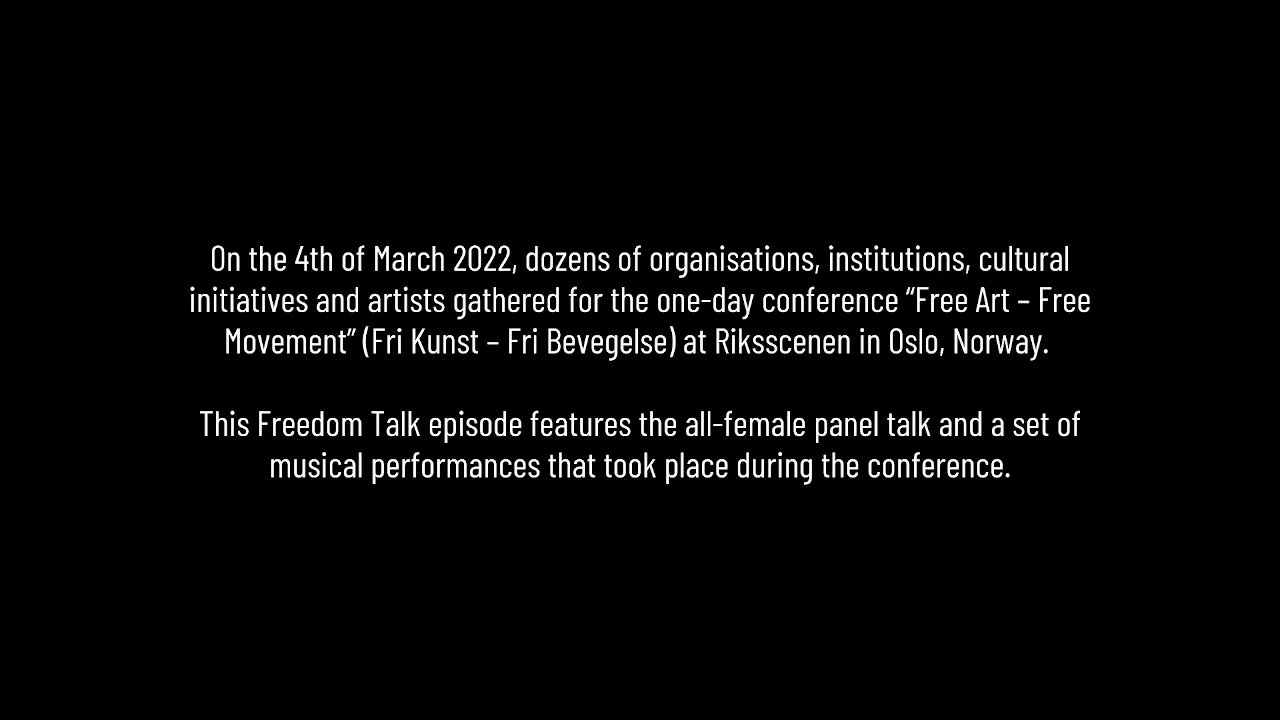 On the 4th of March 2022, dozens of organisations, institutions, cultural
initiatives and artists gathered for the one-day conference “Free Art – Free
Movement” (Fri Kunst – Fri Bevegelse) at Riksscenen in Oslo, Norway.
This Freedom Talk episode features the all-female panel talk and a set of
musical performances that took place during the conference.